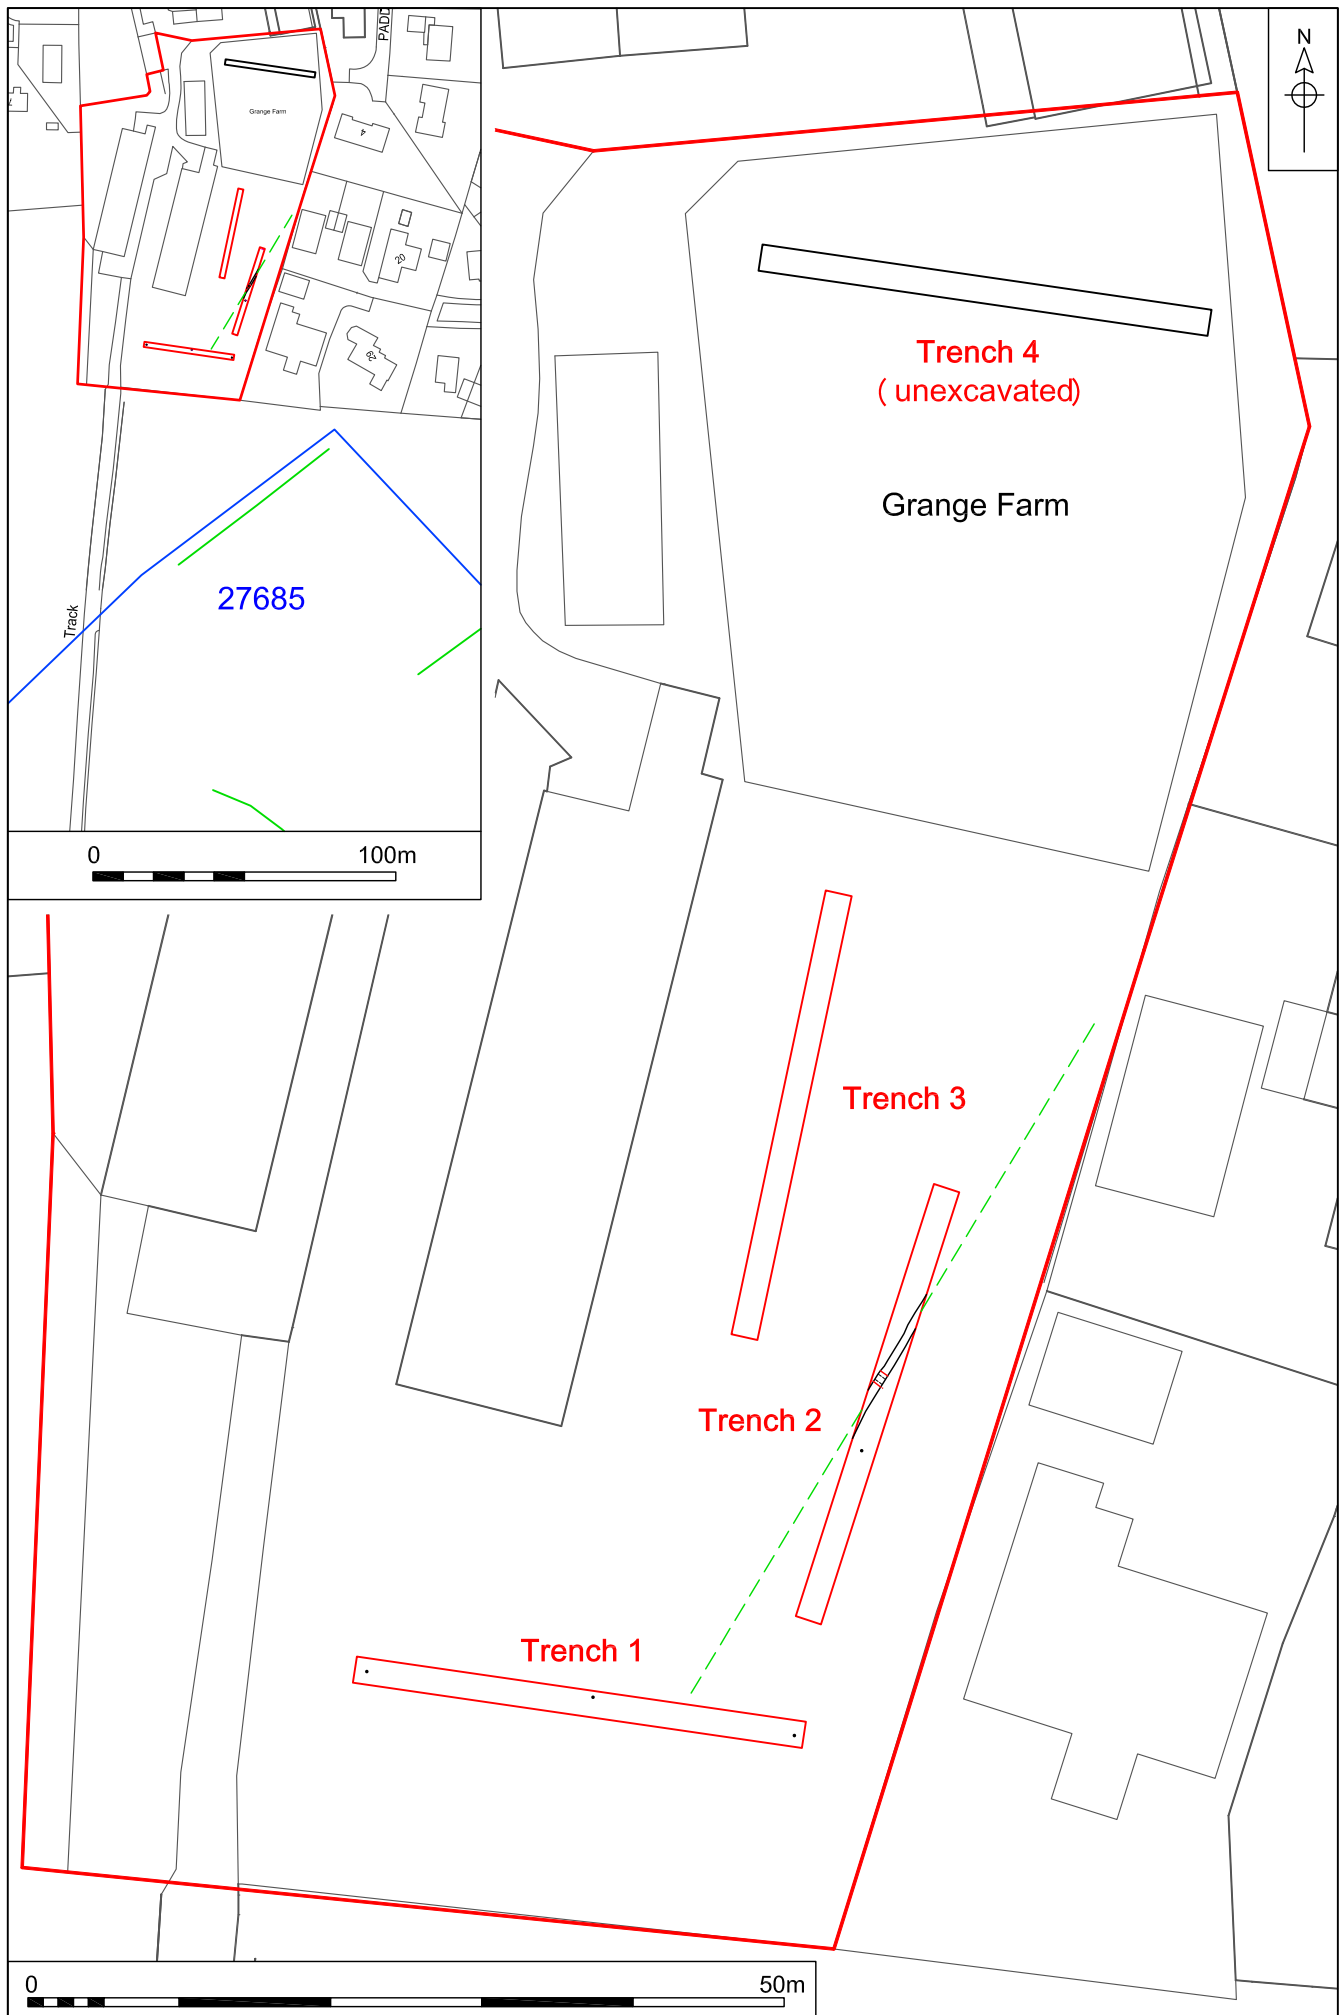 PADD
Grange Farm
4
20
29
27685
Track
0 100m
N
Trench 4
( unexcavated)
Grange Farm
Trench 3
Trench 2
Trench 1
0 50m